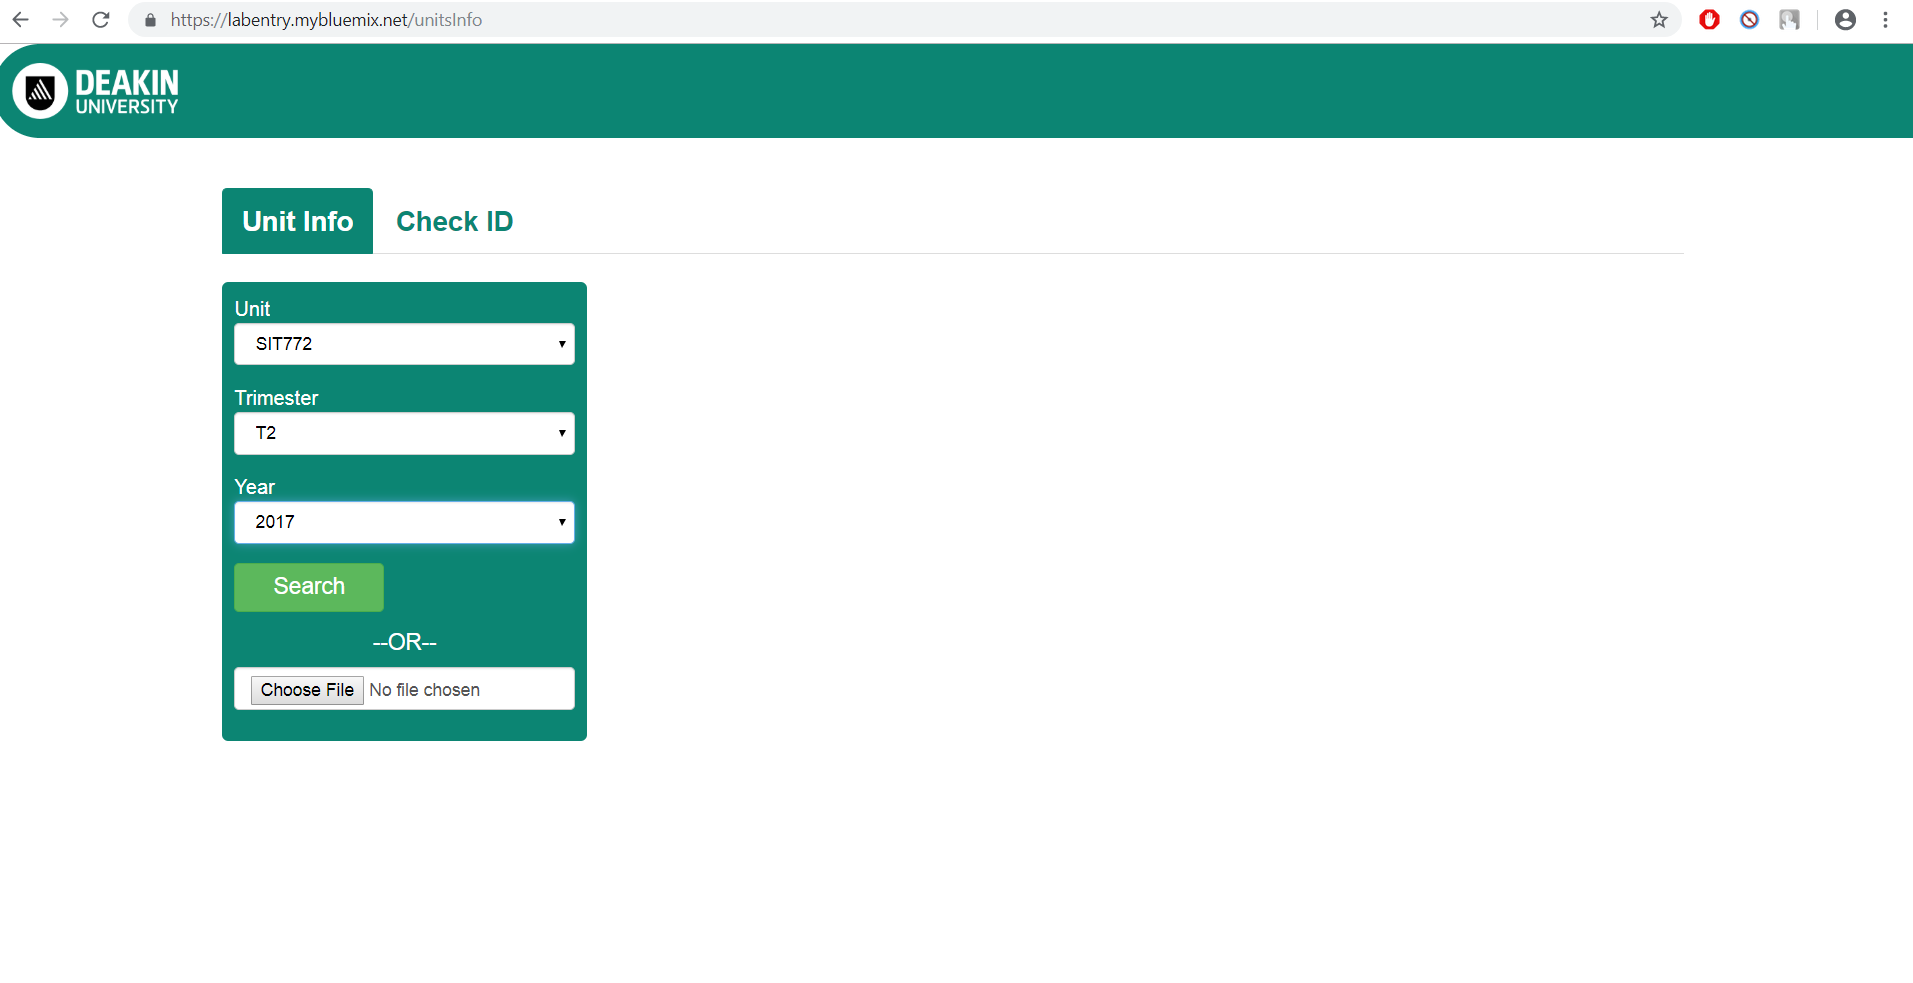 https://labentry.mybluemix.net/unitsInfo
DEAKIN
UNIVERSITY
Unit Info Check ID
Unit
SIT772
Trimester
T2
Year
2017
Search
--OR--
Choose File No file chosen